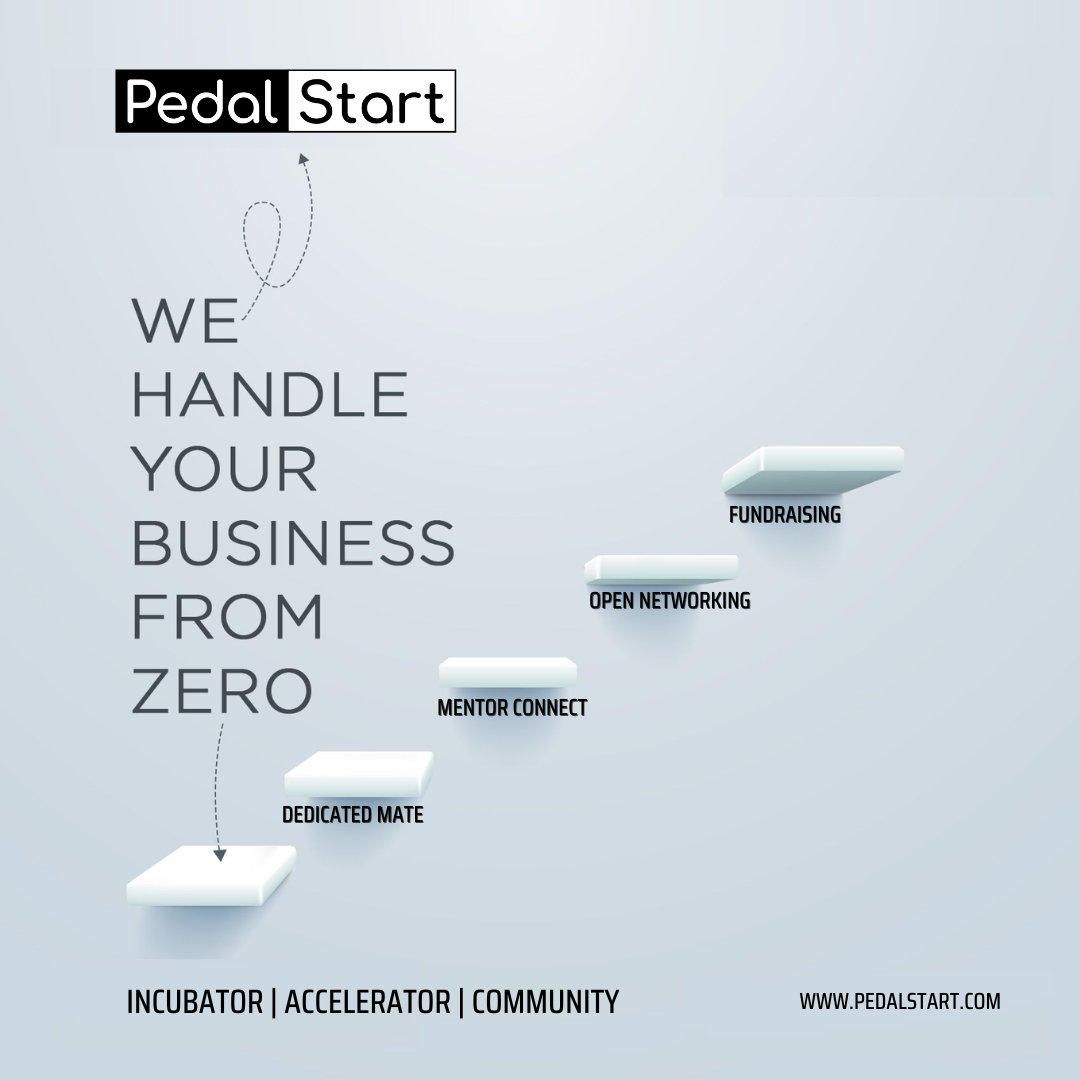 Pedal Start
WE
HANDLE
YOUR
BUSINESS
FROM
ZERO
FUNDRAISING
OPEN NETWORKING
MENTOR CONNECT
DEDICATED MATE
INCUBATOR | ACCELERATOR | COMMUNITY
WWW.PEDALSTART.COM